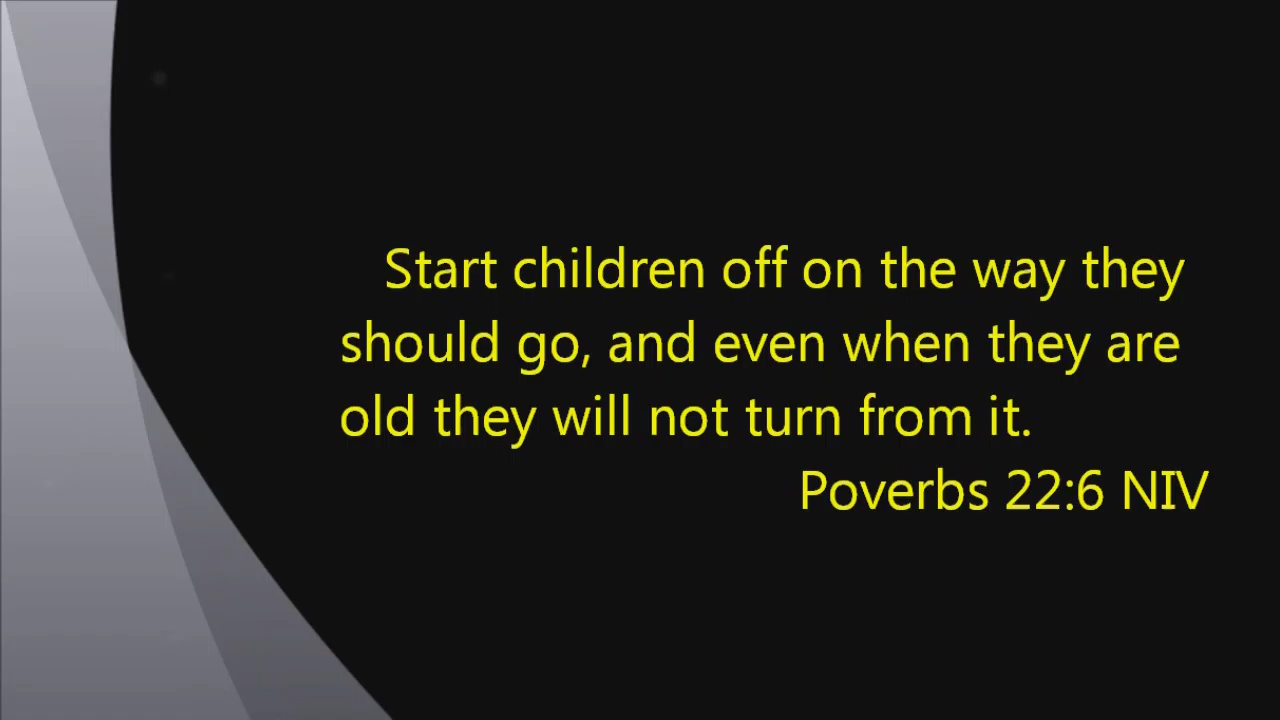 Start children off on the way they
should go, and even when they are
old they will not turn from it.
Poverbs 22:6 NIV